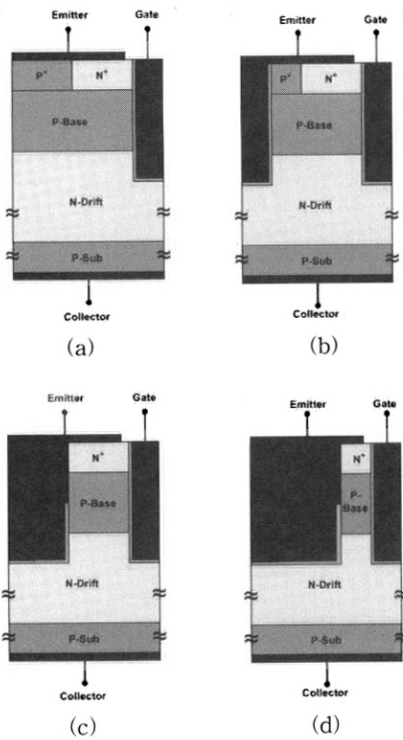 Emitter Gate
P+ N+
P-Base
N-Drift
P-Sub
Collector
(a)
Emitter Gate
P+ N+
P-Base
N-Drift
P-Sub
Collector
(b)
Emitter Gate
N+
P-Base
N-Drift
P-Sub
Collector
(c)
Emitter Gate
N+
P-
Base
N-Drift
P-Sub
Collector
(d)